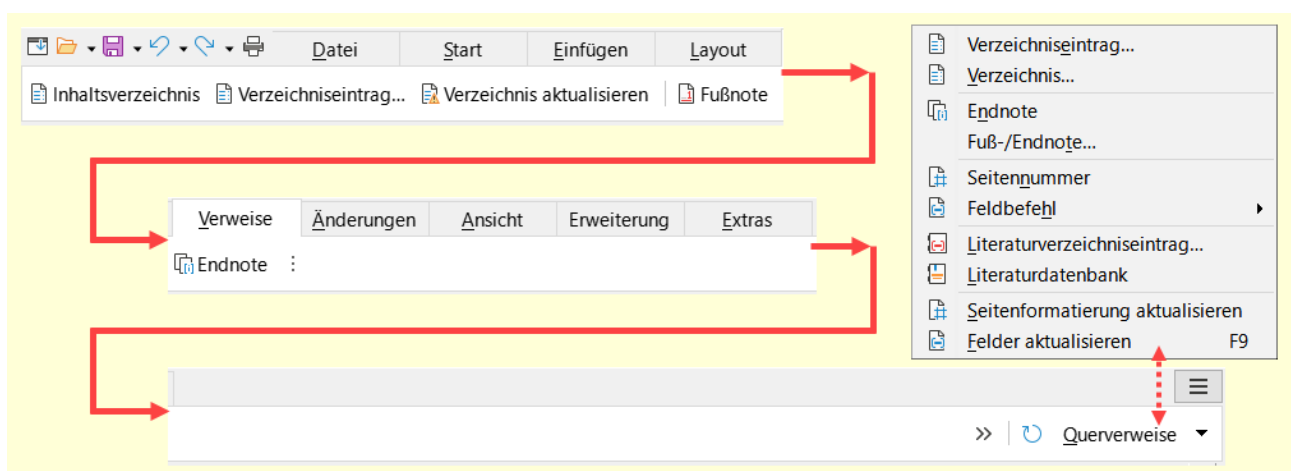 Datei Start Einfügen Layout
Inhaltsverzeichnis Verzeichniseintrag... Verzeichnis aktualisieren Fußnote
Verweise Änderungen Ansicht Erweiterung Extras
Endnote
Querverweise
Verzeichniseintrag...
Verzeichnis...
Endnote
Fuß-/Endnote...
Seitennummer
Feldbefehl
Literaturverzeichniseintrag...
Literaturdatenbank
Seitenformatierung aktualisieren
Felder aktualisieren F9